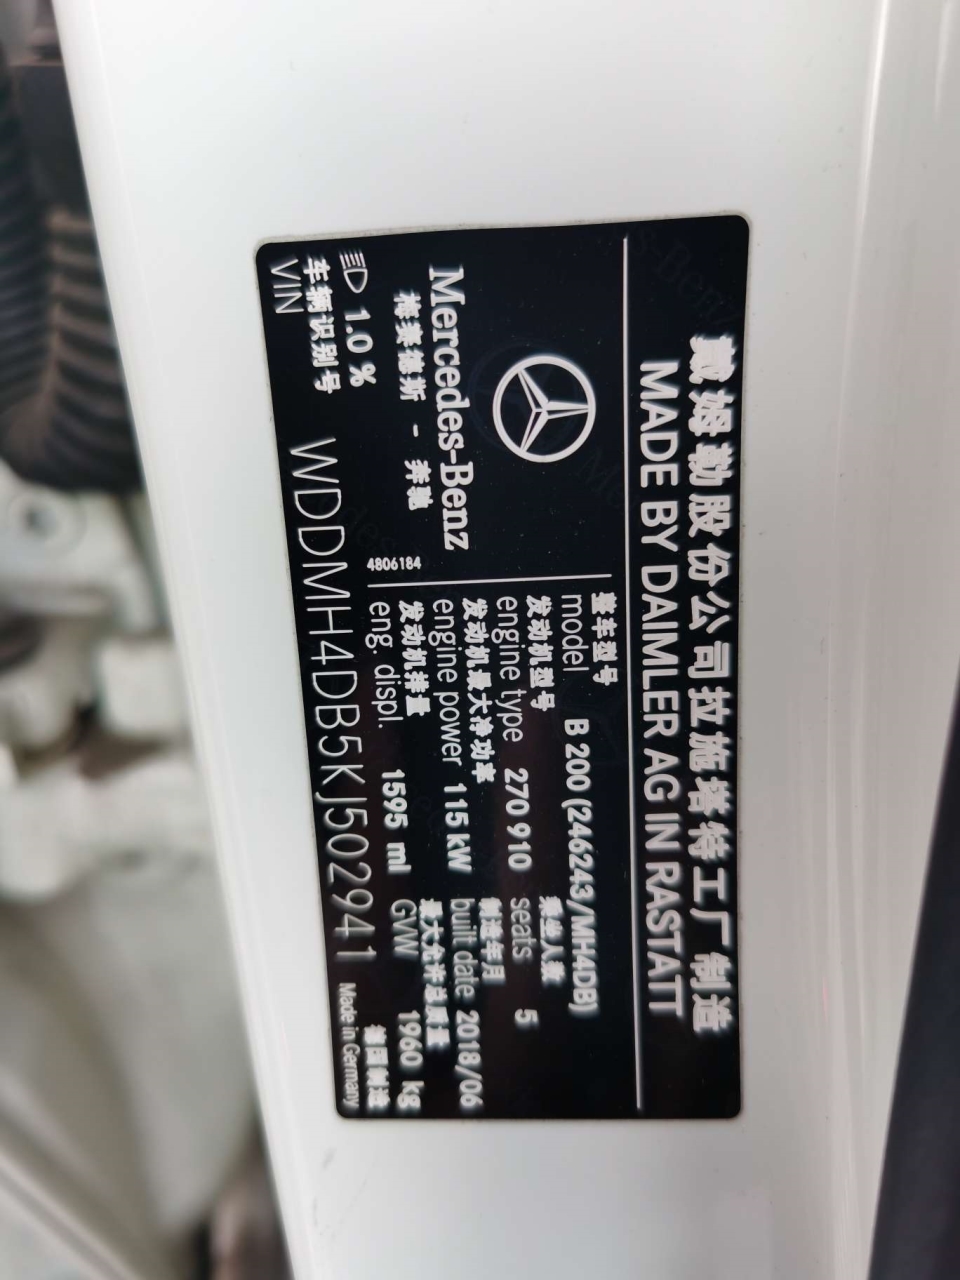 戴姆勒股份公司拉施塔特工厂制造
MADE BY DAIMLER AG IN RASTATT
Mercedes-Benz
梅赛德斯 - 奔驰
4806184
整车型号
model B 200 (246243/MH4DB)
发动机型号 乘坐人数
engine type 270 910 seats 5
发动机最大净功率 制造年月
engine power 115 kW built date 2018/06
发动机排量 最大允许总质量
eng. displ. 1595 ml GVW 1960 kg
1.0 %
车辆识别号 德国制造
VIN WDDMH4DB5KJ502941 Made in Germany